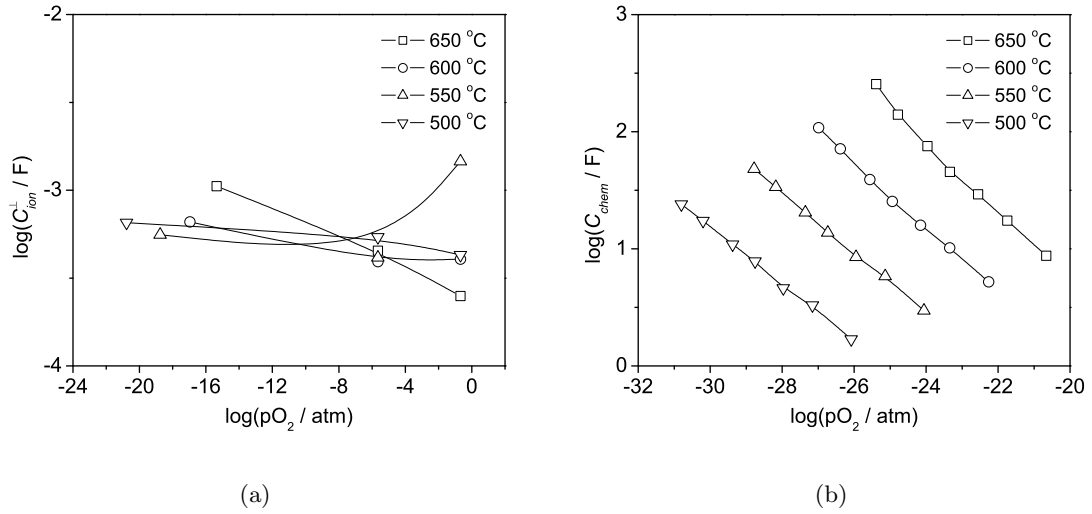 -2
-3
-4
log(C⊥ion / F)
650 °C
600 °C
550 °C
500 °C
-24 -20 -16 -12 -8 -4 0
log(pO2 / atm)
(a)
3
2
1
0
log(Cchem / F)
650 °C
600 °C
550 °C
500 °C
-32 -30 -28 -26 -24 -22 -20
log(pO2 / atm)
(b)